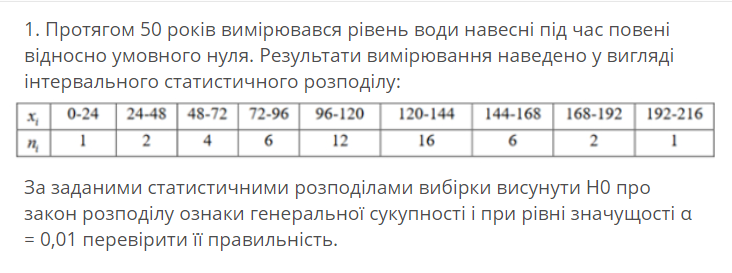 1. Протягом 50 років вимірювався рівень води навесні під час повені
відносно умовного нуля. Результати вимірювання наведено у вигляді
інтервального статистичного розподілу:
xᵢ 0-24 24-48 48-72 72-96 96-120 120-144 144-168 168-192 192-216
nᵢ 1 2 4 6 12 16 6 2 1
За заданими статистичними розподілами вибірки висунути Н0 про
закон розподілу ознаки генеральної сукупності і при рівні значущості α
= 0,01 перевірити її правильність.